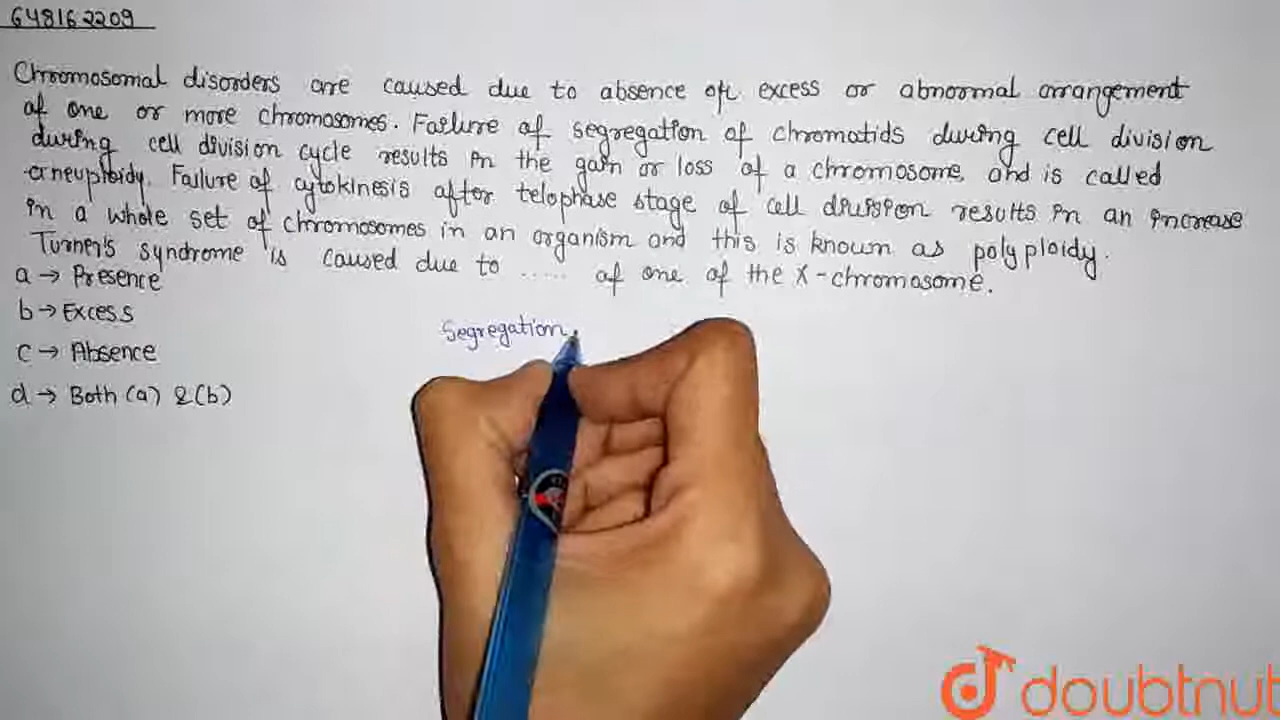 648162209
Chromosomal disorders are caused due to absence or excess or abnormal arrangement
of one or more chromosomes. Failure of segregation of chromatids during cell division
during cell division cycle results in the gain or loss of a chromosome, and is called
aneuploidy. Failure of cytokinesis after telophase stage of cell division results in an increase
in a whole set of chromosomes in an organism and this is known as polyploidy.
Turner's syndrome is caused due to ...... of one of the X-chromosome.
a → Presence
b → Excess
c → Absence
d → Both (a) & (b)
Segregation
doubtnut